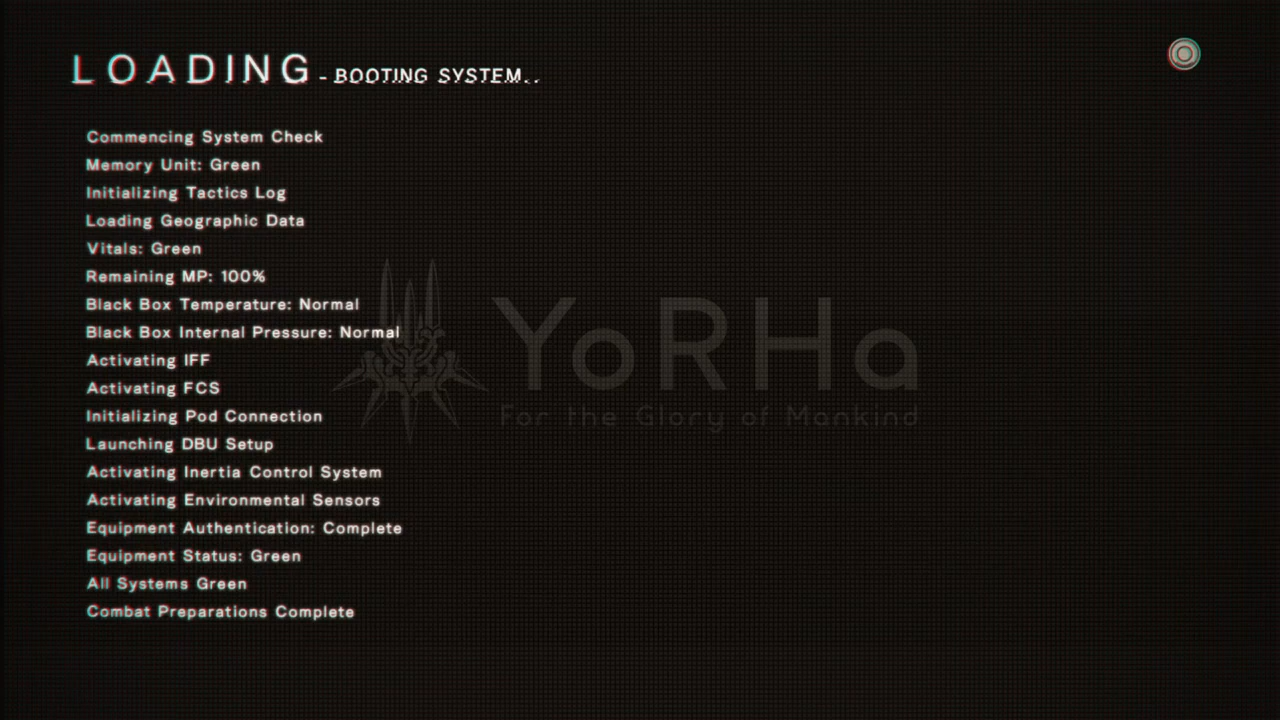 LOADING - BOOTING SYSTEM..
Commencing System Check
Memory Unit: Green
Initializing Tactics Log
Loading Geographic Data
Vitals: Green
Remaining MP: 100%
Black Box Temperature: Normal
Black Box Internal Pressure: Normal
Activating IFF
Activating FCS
Initializing Pod Connection
Launching DBU Setup
Activating Inertia Control System
Activating Environmental Sensors
Equipment Authentication: Complete
Equipment Status: Green
All Systems Green
Combat Preparations Complete
YoRHa
For the Glory of Mankind